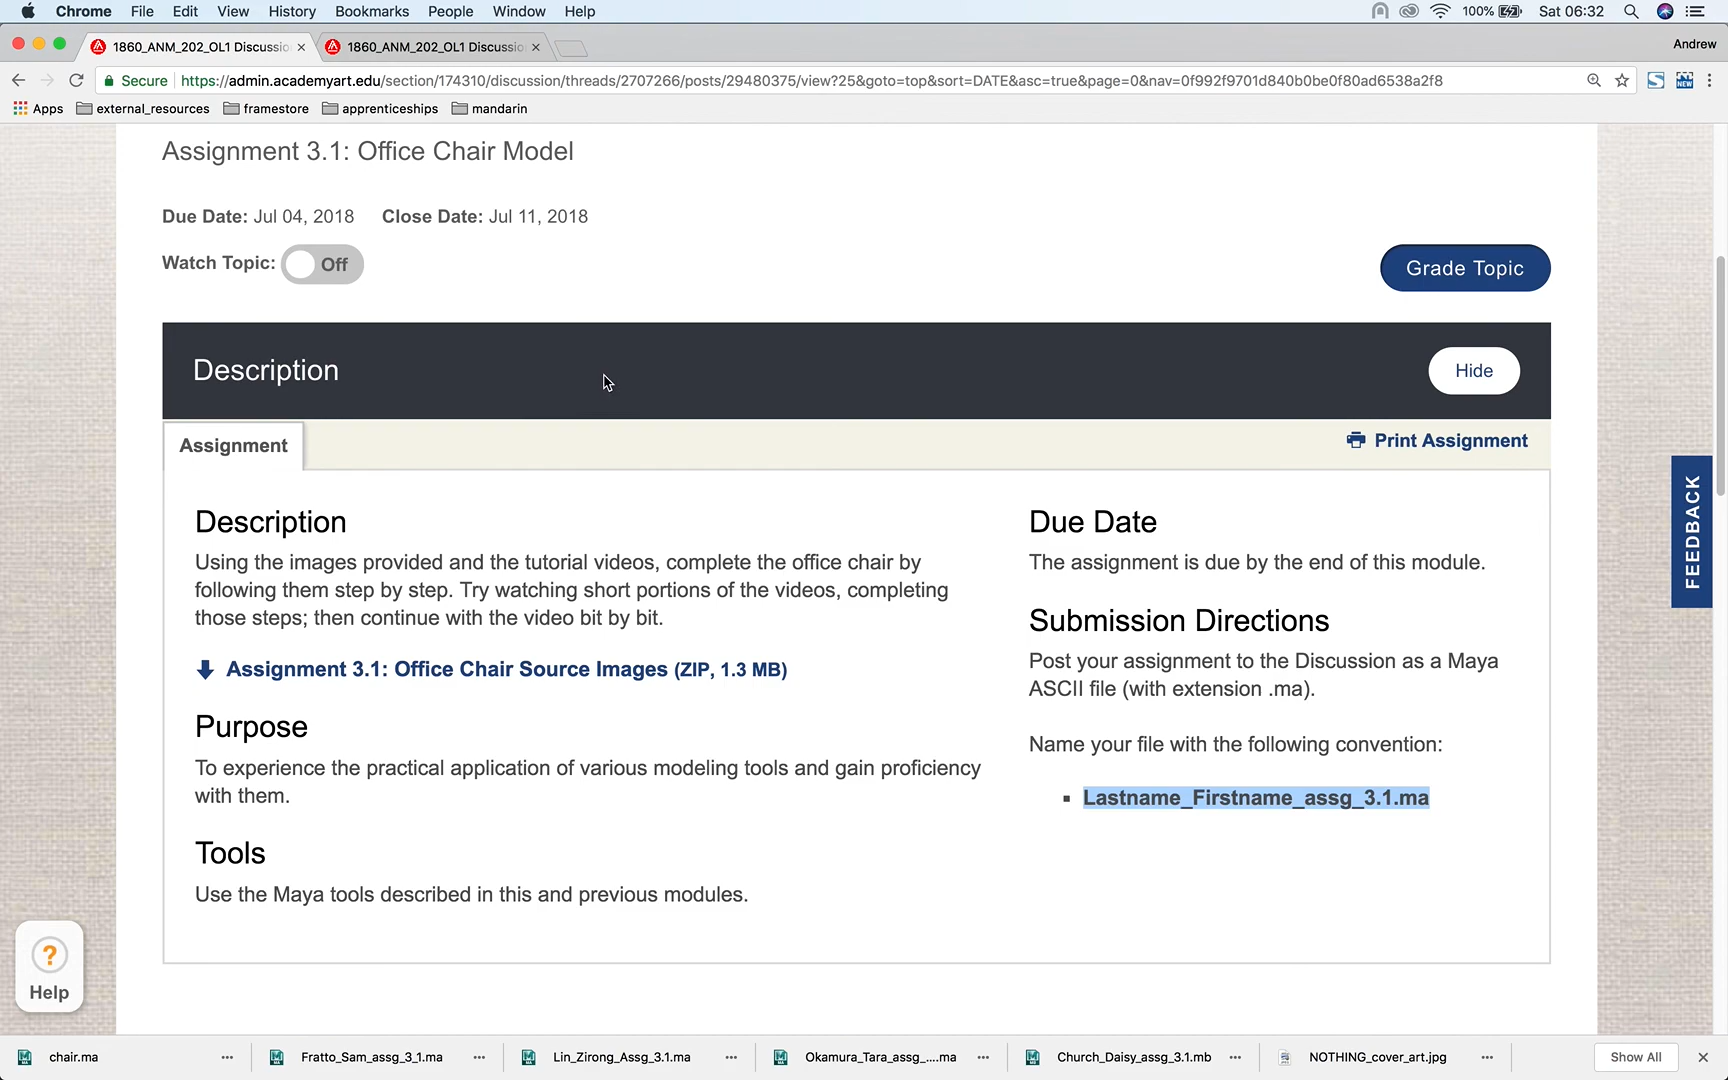 Chrome File Edit View History Bookmarks People Window Help 100% Sat 06:32
1860_ANM_202_OL1 Discussio 1860_ANM_202_OL1 Discussio Andrew
Secure https://admin.academyart.edu/section/174310/discussion/threads/2707266/posts/29480375/view?25&goto=top&sort=DATE&asc=true&page=0&nav=0f992f9701d840b0be0f80ad6538a2f8
Apps external_resources framestore apprenticeships mandarin
Assignment 3.1: Office Chair Model
Due Date: Jul 04, 2018 Close Date: Jul 11, 2018
Watch Topic: Off
Grade Topic
Description
Hide
Assignment
Print Assignment
Description
Using the images provided and the tutorial videos, complete the office chair by
following them step by step. Try watching short portions of the videos, completing
those steps; then continue with the video bit by bit.
Assignment 3.1: Office Chair Source Images (ZIP, 1.3 MB)
Purpose
To experience the practical application of various modeling tools and gain proficiency
with them.
Tools
Use the Maya tools described in this and previous modules.
Due Date
The assignment is due by the end of this module.
Submission Directions
Post your assignment to the Discussion as a Maya
ASCII file (with extension .ma).
Name your file with the following convention:
Lastname_Firstname_assg_3.1.ma
FEEDBACK
?
Help
chair.ma Fratto_Sam_assg_3_1.ma Lin_Zirong_Assg_3.1.ma Okamura_Tara_assg_....ma Church_Daisy_assg_3.1.mb NOTHING_cover_art.jpg Show All